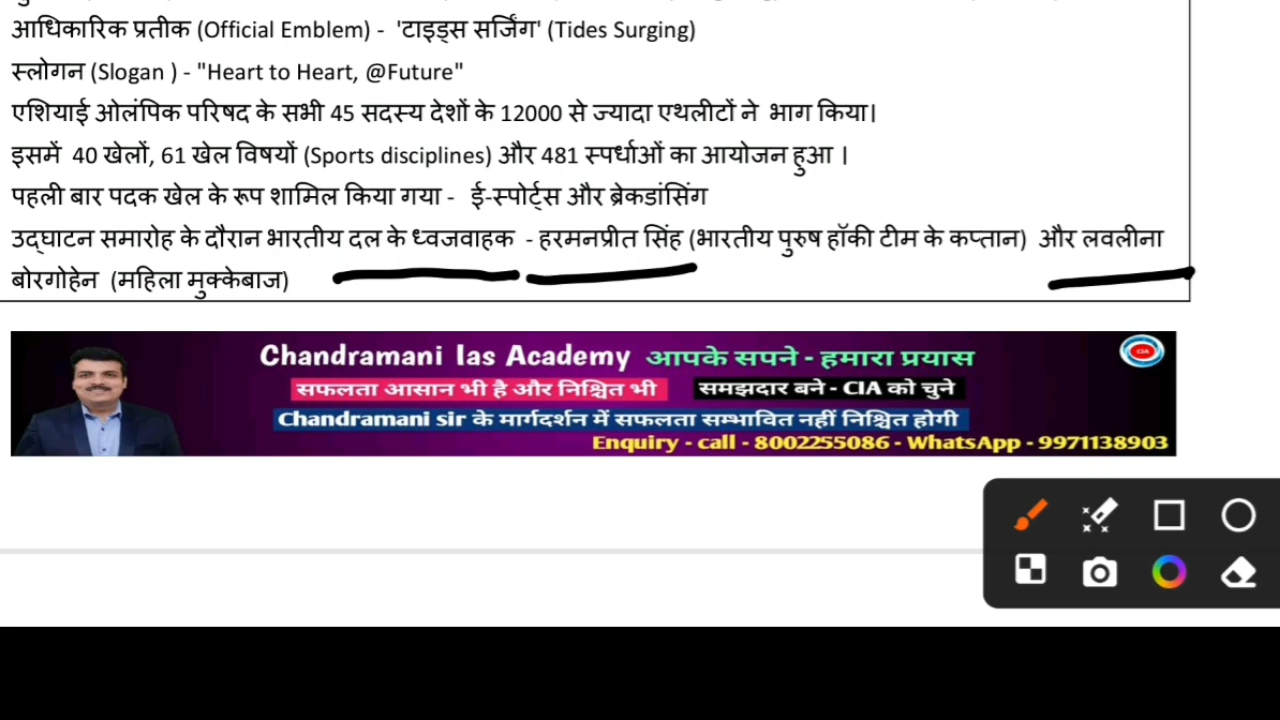 आधिकारिक प्रतीक (Official Emblem) - 'टाइड्स सर्जिंग' (Tides Surging)
स्लोगन (Slogan ) - "Heart to Heart, @Future"
एशियाई ओलंपिक परिषद के सभी 45 सदस्य देशों के 12000 से ज्यादा एथलीटों ने भाग किया।
इसमें 40 खेलों, 61 खेल विषयों (Sports disciplines) और 481 स्पर्धाओं का आयोजन हुआ ।
पहली बार पदक खेल के रूप शामिल किया गया - ई-स्पोर्ट्स और ब्रेकडांसिंग
उद्घाटन समारोह के दौरान भारतीय दल के ध्वजवाहक - हरमनप्रीत सिंह (भारतीय पुरुष हॉकी टीम के कप्तान) और लवलीना
बोरगोहेन (महिला मुक्केबाज)
Chandramani Ias Academy आपके सपने - हमारा प्रयास
सफलता आसान भी है और निश्चित भी समझदार बने - CIA को चुने
Chandramani sir के मार्गदर्शन में सफलता सम्भावित नहीं निश्चित होगी
Enquiry - call - 8002255086 - WhatsApp - 9971138903
CIA